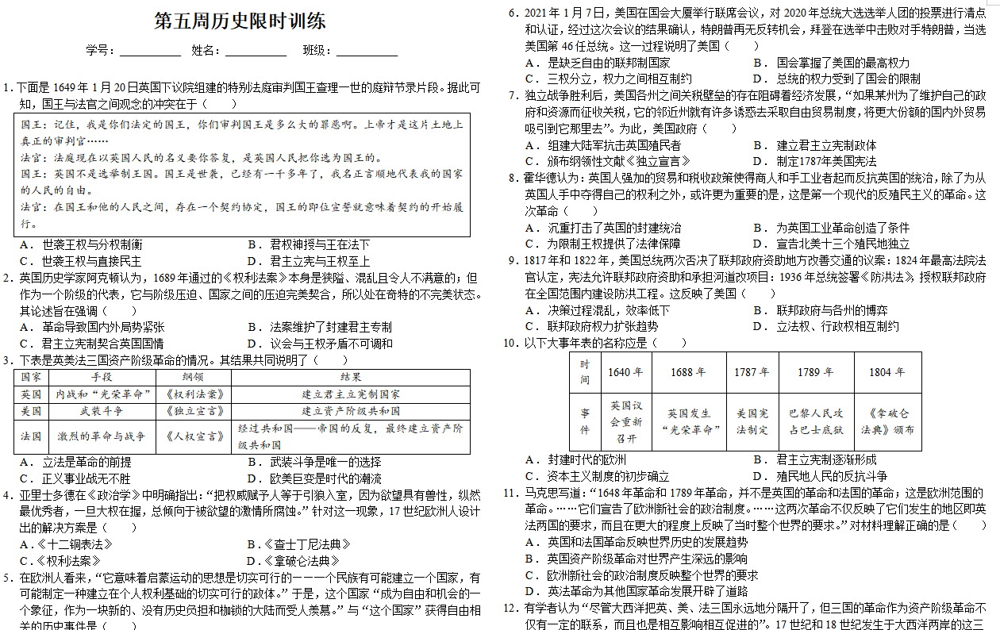 第五周历史限时训练
学号：__________ 姓名：__________ 班级：__________
1. 下面是 1649 年 1 月 20 日英国下议院组建的特别法庭审判国王查理一世的庭辩节录片段。据此可
知，国王与法官之间观念的冲突在于（　　）
国王：记住，我是你们法定的国王，你们审判国王是多么大的罪恶啊。上帝才是这片土地上
真正的审判官……
法官：法庭现在以英国人民的名义要你答复，是英国人民把你选为国王的。
国王：英国不是选举制王国。国王是世袭，已经有一千多年了，我名正言顺地代表我的国家
的人民的自由。
法官：在国王和他的人民之间，存在一个契约协定，国王的即位宣誓就意味着契约的开始履
行。
A． 世袭王权与分权制衡 B． 君权神授与王在法下
C． 世袭王权与直接民主 D． 君主立宪与王权至上
2. 英国历史学家阿克顿认为，1689 年通过的《权利法案》本身是狭隘、混乱且令人不满意的；但
作为一个阶级的代表，它与阶级压迫、国家之间的压迫完美契合，所以处在奇特的不完美状态。
其论述旨在强调（　　）
A． 革命导致国内外局势紧张 B． 法案维护了封建君主专制
C． 君主立宪制契合英国国情 D． 议会与王权矛盾不可调和
3. 下表是英美法三国资产阶级革命的情况。其结果共同说明了（　　）
国家 手段 纲领 结果
英国 内战和“光荣革命” 《权利法案》 建立君主立宪制国家
美国 武装斗争 《独立宣言》 建立资产阶级共和国
法国 激烈的革命与战争 《人权宣言》 经过共和国——帝国的反复，最终建立资产阶
级共和国
A． 立法是革命的前提 B． 武装斗争是唯一的选择
C． 正义事业战无不胜 D． 欧美巨变是时代的潮流
4. 亚里士多德在《政治学》中明确指出：“把权威赋予人等于引狼入室，因为欲望具有兽性，纵然
最优秀者，一旦大权在握，总倾向于被欲望的激情所腐蚀。”针对这一现象，17 世纪欧洲人设计
出的解决方案是（　　）
A．《十二铜表法》 B．《查士丁尼法典》
C．《权利法案》 D．《拿破仑法典》
5. 在欧洲人看来，“它意味着启蒙运动的思想是切实可行的——一个民族有可能建立一个国家，有
可能制定一种建立在个人权利基础的切实可行的政体。”于是，这个国家“成为自由和机会的一
个象征，作为一块新的、没有历史负担和枷锁的大陆而受人羡慕。”与“这个国家”获得自由相
关的历史事件是（　　）
6. 2021 年 1 月 7 日，美国在国会大厦举行联席会议，对 2020 年总统大选选举人团的投票进行清点
和认证，经过这次会议的结果确认，特朗普再无反转机会，拜登在选举中击败对手特朗普，当选
美国第 46 任总统。这一过程说明了美国（　　）
A． 是缺乏自由的联邦制国家 B． 国会掌握了美国的最高权力
C． 三权分立，权力之间相互制约 D． 总统的权力受到了国会的限制
7. 独立战争胜利后，美国各州之间关税壁垒的存在阻碍着经济发展，“如果某州为了维护自己的政
府和资源而征收关税，它的邻近州就有许多诱惑去采取自由贸易制度，将更大份额的国内外贸易
吸引到它那里去”。为此，美国政府（　　）
A． 组建大陆军抗击英国殖民者 B． 建立君主立宪制政体
C． 颁布纲领性文献《独立宣言》 D． 制定1787年美国宪法
8. 霍华德认为：英国人强加的贸易和税收政策使得商人和手工业者起而反抗英国的统治，除了为从
英国人手中夺得自己的权利之外，或许更为重要的是，这是第一个现代的反殖民主义的革命。这
次革命（　　）
A． 沉重打击了英国的封建统治 B． 为英国工业革命创造了条件
C． 为限制王权提供了法律保障 D． 宣告北美十三个殖民地独立
9. 1817 年和 1822 年，美国总统两次否决了联邦政府资助地方改善交通的议案：1824 年最高法院法
官认定，宪法允许联邦政府资助和承担河道改项目：1936 年总统签署《防洪法》，授权联邦政府
在全国范围内建设防洪工程。这反映了美国（　　）
A． 决策过程混乱，效率低下 B． 联邦政府与各州的博弈
C． 联邦政府权力扩张趋势 D． 立法权、行政权相互制约
10. 以下大事年表的名称应是（　　）
时
间 1640 年 1688 年 1787 年 1789 年 1804 年
事
件 英国议
会重新
召开 英国发生
“光荣革命” 美国宪
法制定 巴黎人民攻
占巴士底狱 《拿破仑
法典》颁布
A． 封建时代的欧洲 B． 君主立宪制逐渐形成
C． 资本主义制度的初步确立 D． 殖民地人民的反抗斗争
11. 马克思写道：“1648 年革命和 1789 年革命，并不是英国的革命和法国的革命；这是欧洲范围的
革命。……它们宣告了欧洲新社会的政治制度。……这两次革命不仅反映了它们发生的地区即英
法两国的要求，而且在更大的程度上反映了当时整个世界的要求。”对材料理解正确的是（　　）
A． 英国和法国革命反映世界历史的发展趋势
B． 英国资产阶级革命对世界产生深远的影响
C． 欧洲新社会的政治制度反映整个世界的要求
D． 英法革命为其他国家革命发展开辟了道路
12. 有学者认为“尽管大西洋把英、美、法三国永远地分隔开了，但三国的革命作为资产阶级革命不
仅有一定的联系，而且也是相互影响相互促进的”。17 世纪和 18 世纪发生于大西洋两岸的这三